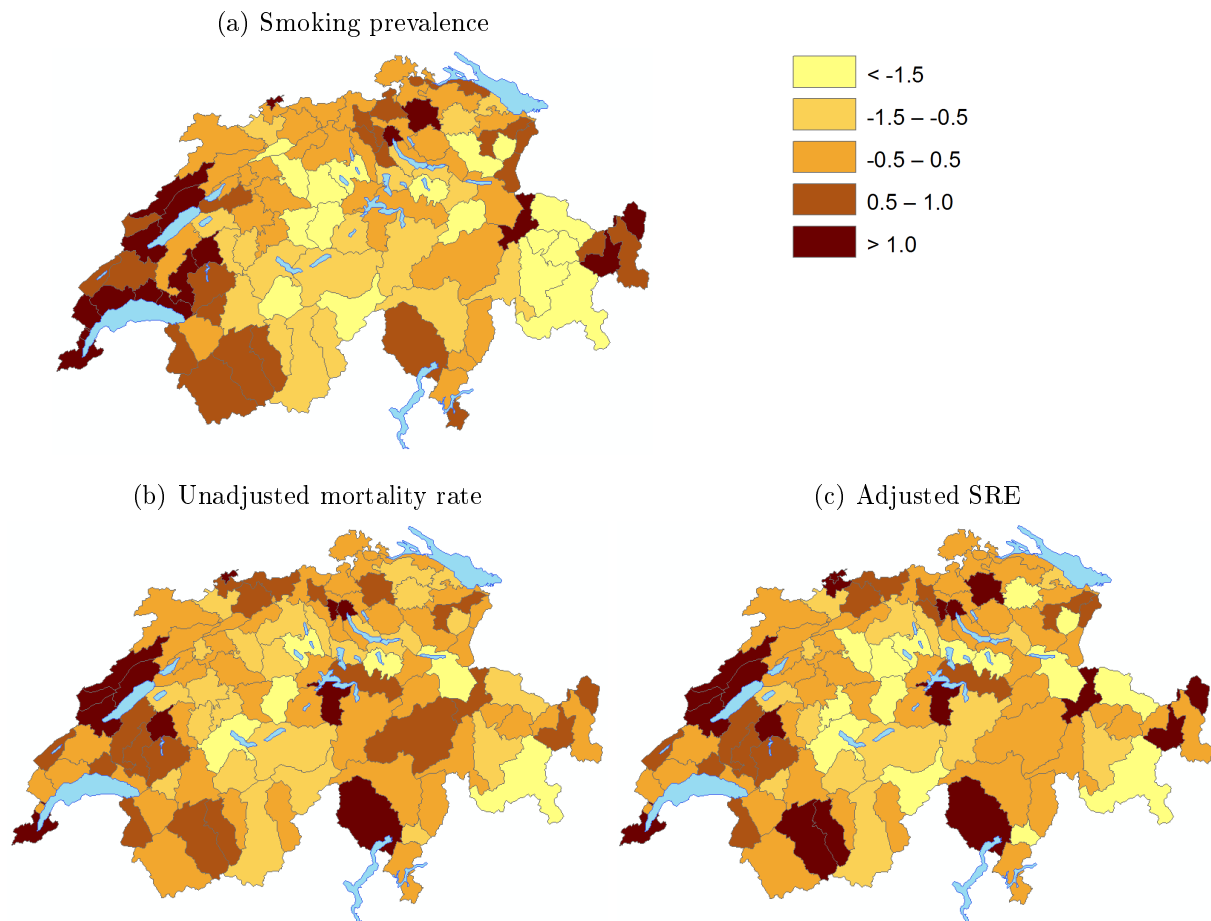 (a) Smoking prevalence
< -1.5
-1.5 – -0.5
-0.5 – 0.5
0.5 – 1.0
> 1.0
(b) Unadjusted mortality rate
(c) Adjusted SRE